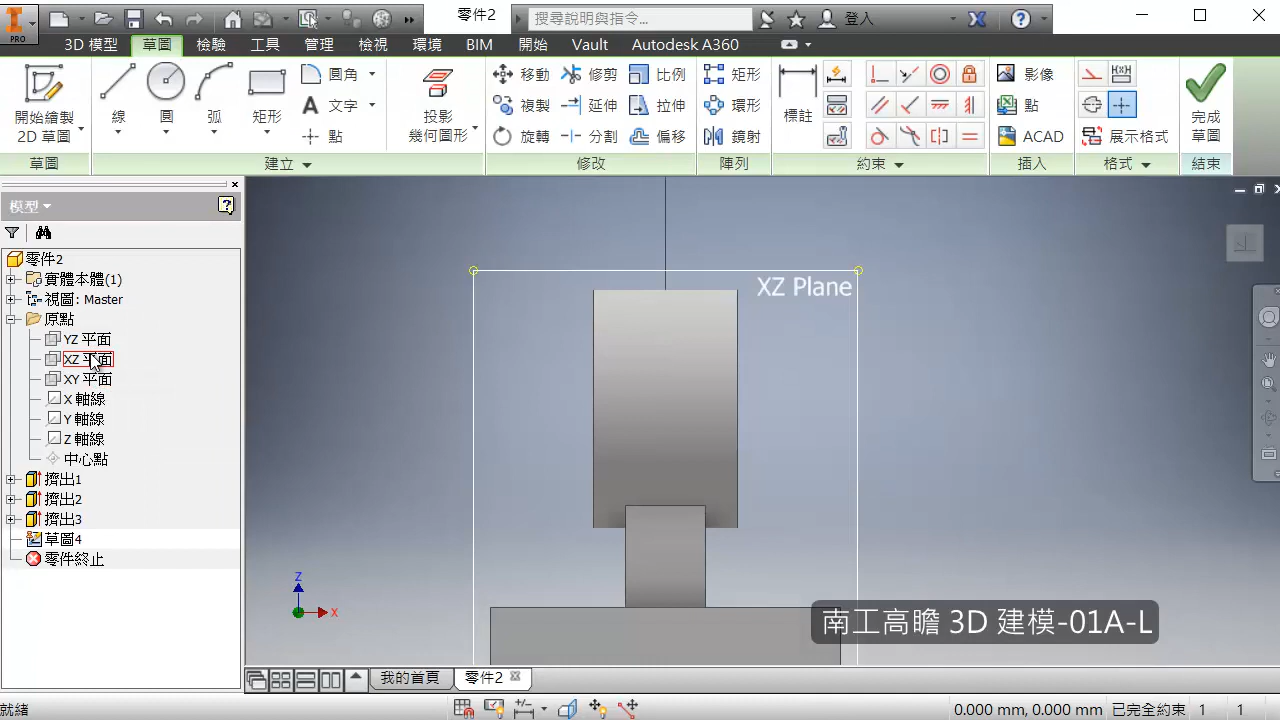 零件2
搜尋說明與指令...
登入
PRO
3D 模型 草圖 檢驗 工具 管理 檢視 環境 BIM 開始 Vault Autodesk A360
開始繪製
2D 草圖
線 圓 弧 矩形
圓角
文字
點
投影
幾何圖形
移動 修剪 比例
複製 延伸 拉伸
旋轉 分割 偏移
矩形
環形
鏡射
標註
影像
點
ACAD
顯示格式
完成
草圖
草圖 建立 修改 陣列 約束 插入 格式 結束
模型
零件2
實體本體(1)
視圖: Master
原點
YZ 平面
XZ 平面
XY 平面
X 軸線
Y 軸線
Z 軸線
中心點
擠出1
擠出2
擠出3
草圖4
零件終止
XZ Plane
Z
X
南工高瞻 3D 建模-01A-L
我的首頁 零件2
就緒
0.000 mm, 0.000 mm 已完全約束 1 1